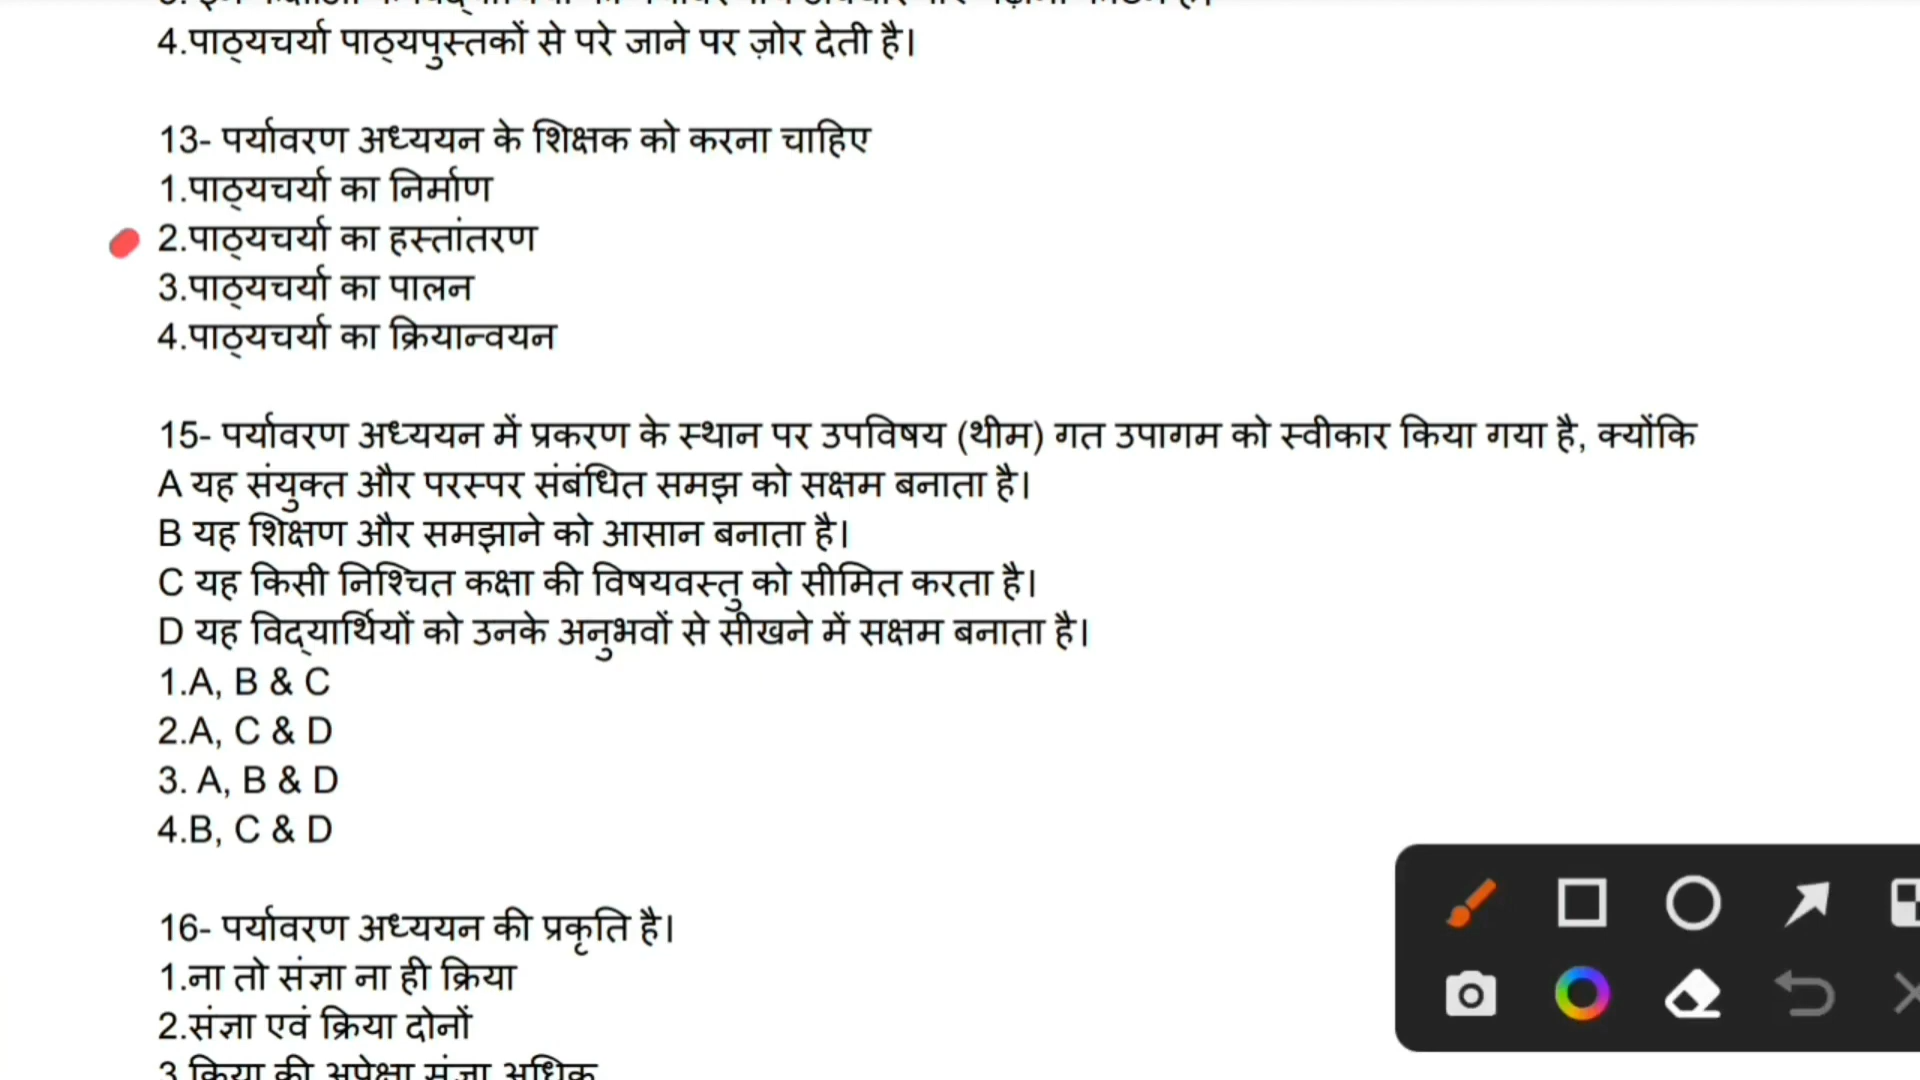 4.पाठ्यचर्या पाठ्यपुस्तकों से परे जाने पर ज़ोर देती है।
13- पर्यावरण अध्ययन के शिक्षक को करना चाहिए
1.पाठ्यचर्या का निर्माण
2.पाठ्यचर्या का हस्तांतरण
3.पाठ्यचर्या का पालन
4.पाठ्यचर्या का क्रियान्वयन
15- पर्यावरण अध्ययन में प्रकरण के स्थान पर उपविषय (थीम) गत उपागम को स्वीकार किया गया है, क्योंकि
A यह संयुक्त और परस्पर संबंधित समझ को सक्षम बनाता है।
B यह शिक्षण और समझाने को आसान बनाता है।
C यह किसी निश्चित कक्षा की विषयवस्तु को सीमित करता है।
D यह विद्यार्थियों को उनके अनुभवों से सीखने में सक्षम बनाता है।
1.A, B & C
2.A, C & D
3. A, B & D
4.B, C & D
16- पर्यावरण अध्ययन की प्रकृति है।
1.ना तो संज्ञा ना ही क्रिया
2.संज्ञा एवं क्रिया दोनों
3.क्रिया की अपेक्षा संज्ञा अधिक